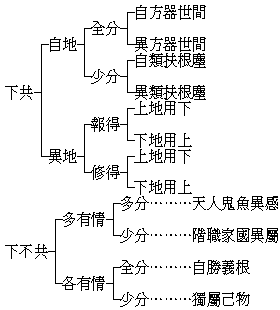 下共
自地
全分
自方器世間
異方器世間
少分
自類扶根塵
異類扶根塵
異地
報得
上地用下
下地用上
修得
上地用下
下地用上
下不共
多有情
多分………天人鬼魚異感
少分………階職家國異屬
各有情
全分………自勝義根
少分………獨屬己物